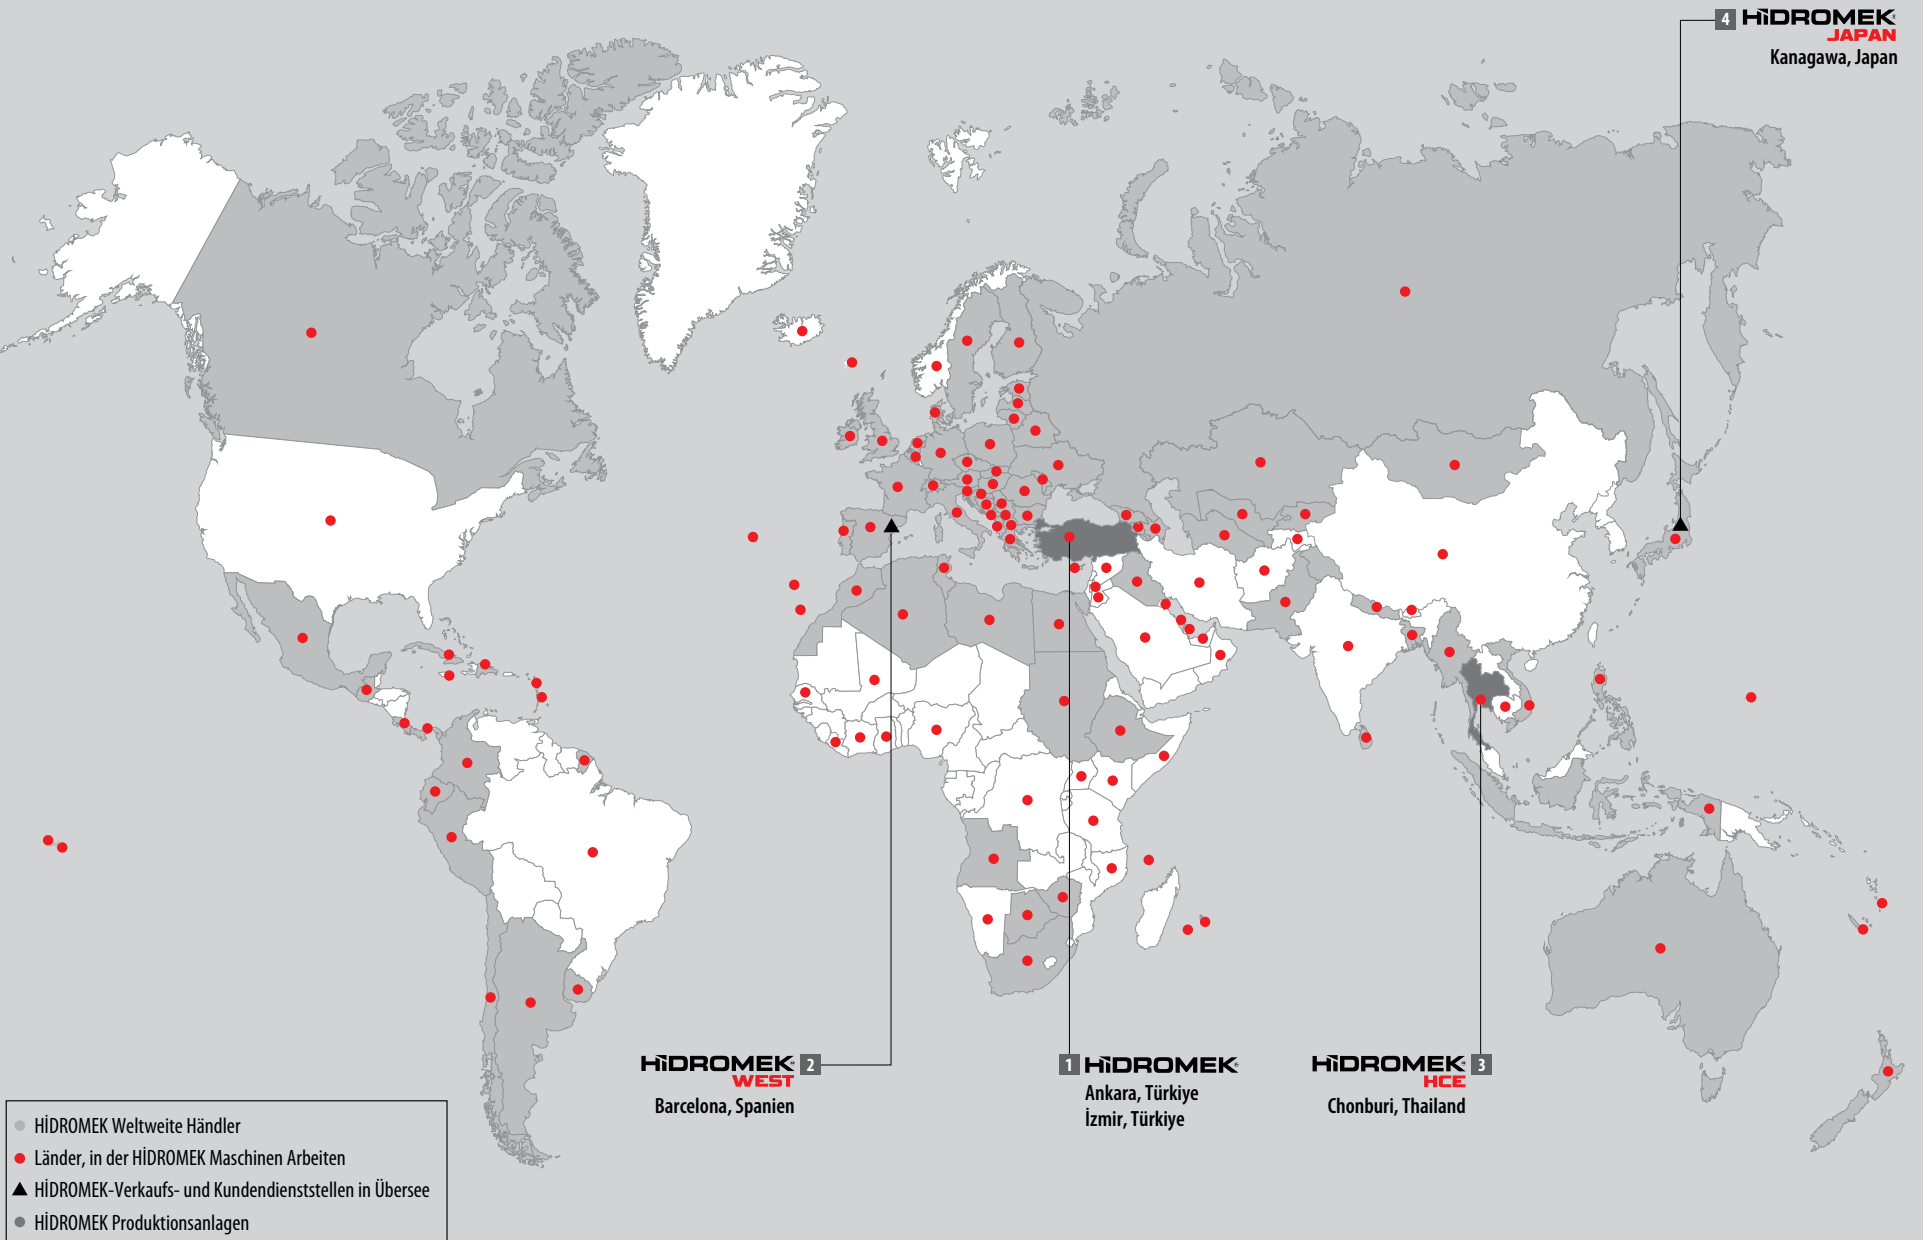 4 HİDROMEK
JAPAN
Kanagawa, Japan
HİDROMEK 2
WEST
Barcelona, Spanien
1 HİDROMEK
Ankara, Türkiye
İzmir, Türkiye
HİDROMEK 3
HCE
Chonburi, Thailand
HİDROMEK Weltweite Händler
Länder, in der HİDROMEK Maschinen Arbeiten
HİDROMEK-Verkaufs- und Kundendienststellen in Übersee
HİDROMEK Produktionsanlagen